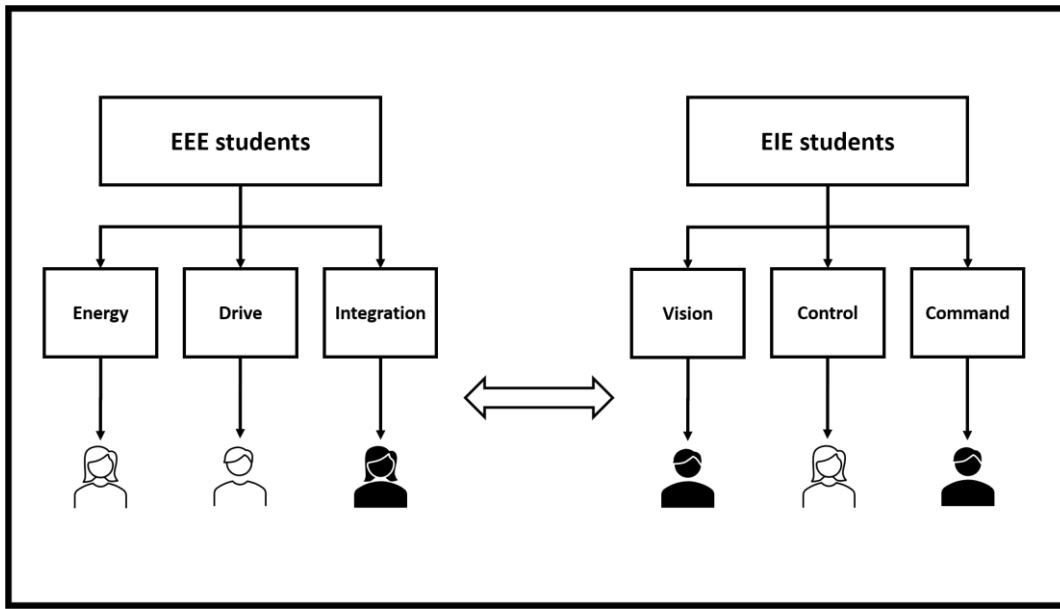 EEE students
EIE students
Energy
Drive
Integration
Vision
Control
Command